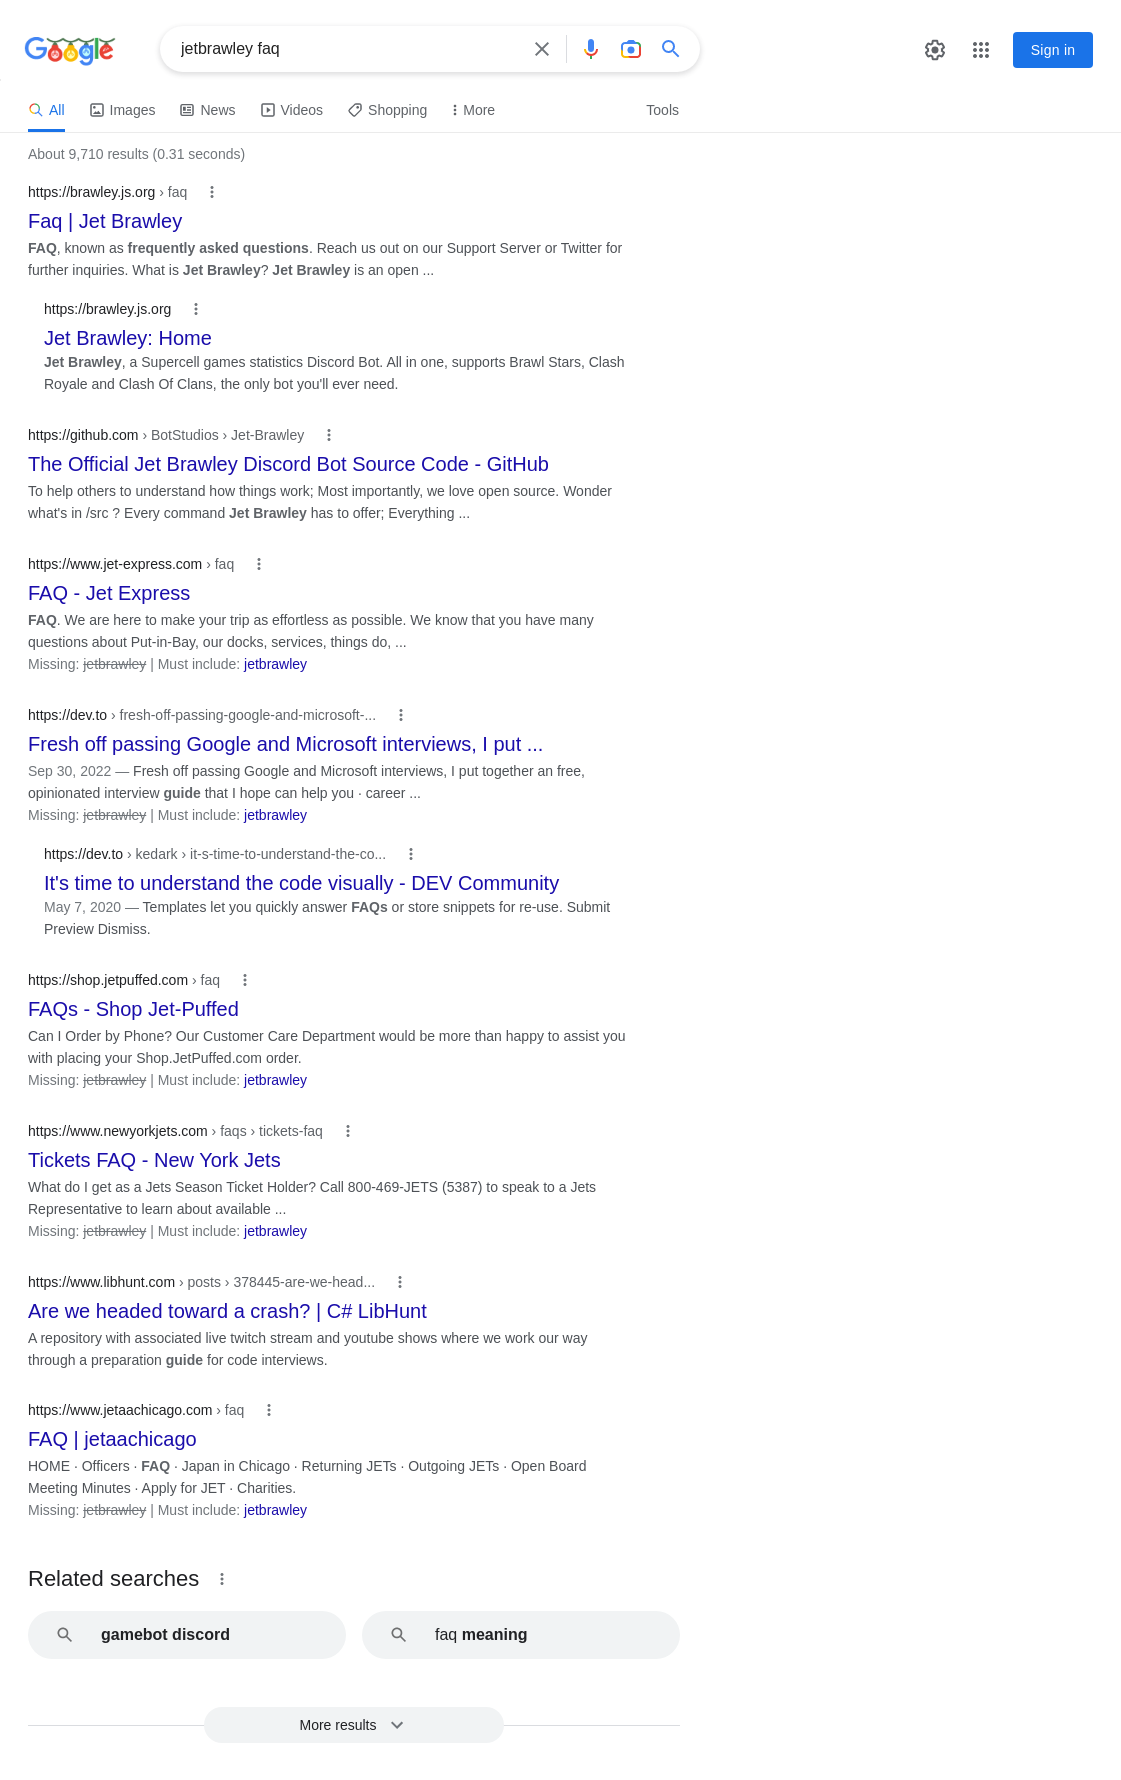 Google
jetbrawley faq
Sign in
All Images News Videos Shopping More Tools
About 9,710 results (0.31 seconds)
https://brawley.js.org › faq
Faq | Jet Brawley
FAQ, known as frequently asked questions. Reach us out on our Support Server or Twitter for
further inquiries. What is Jet Brawley? Jet Brawley is an open ...
https://brawley.js.org
Jet Brawley: Home
Jet Brawley, a Supercell games statistics Discord Bot. All in one, supports Brawl Stars, Clash
Royale and Clash Of Clans, the only bot you'll ever need.
https://github.com › BotStudios › Jet-Brawley
The Official Jet Brawley Discord Bot Source Code - GitHub
To help others to understand how things work; Most importantly, we love open source. Wonder
what's in /src ? Every command Jet Brawley has to offer; Everything ...
https://www.jet-express.com › faq
FAQ - Jet Express
FAQ. We are here to make your trip as effortless as possible. We know that you have many
questions about Put-in-Bay, our docks, services, things do, ...
Missing: jetbrawley | Must include: jetbrawley
https://dev.to › fresh-off-passing-google-and-microsoft-...
Fresh off passing Google and Microsoft interviews, I put ...
Sep 30, 2022 — Fresh off passing Google and Microsoft interviews, I put together an free,
opinionated interview guide that I hope can help you · career ...
Missing: jetbrawley | Must include: jetbrawley
https://dev.to › kedark › it-s-time-to-understand-the-co...
It's time to understand the code visually - DEV Community
May 7, 2020 — Templates let you quickly answer FAQs or store snippets for re-use. Submit
Preview Dismiss.
https://shop.jetpuffed.com › faq
FAQs - Shop Jet-Puffed
Can I Order by Phone? Our Customer Care Department would be more than happy to assist you
with placing your Shop.JetPuffed.com order.
Missing: jetbrawley | Must include: jetbrawley
https://www.newyorkjets.com › faqs › tickets-faq
Tickets FAQ - New York Jets
What do I get as a Jets Season Ticket Holder? Call 800-469-JETS (5387) to speak to a Jets
Representative to learn about available ...
Missing: jetbrawley | Must include: jetbrawley
https://www.libhunt.com › posts › 378445-are-we-head...
Are we headed toward a crash? | C# LibHunt
A repository with associated live twitch stream and youtube shows where we work our way
through a preparation guide for code interviews.
https://www.jetaachicago.com › faq
FAQ | jetaachicago
HOME · Officers · FAQ · Japan in Chicago · Returning JETs · Outgoing JETs · Open Board
Meeting Minutes · Apply for JET · Charities.
Missing: jetbrawley | Must include: jetbrawley
Related searches
gamebot discord
faq meaning
More results